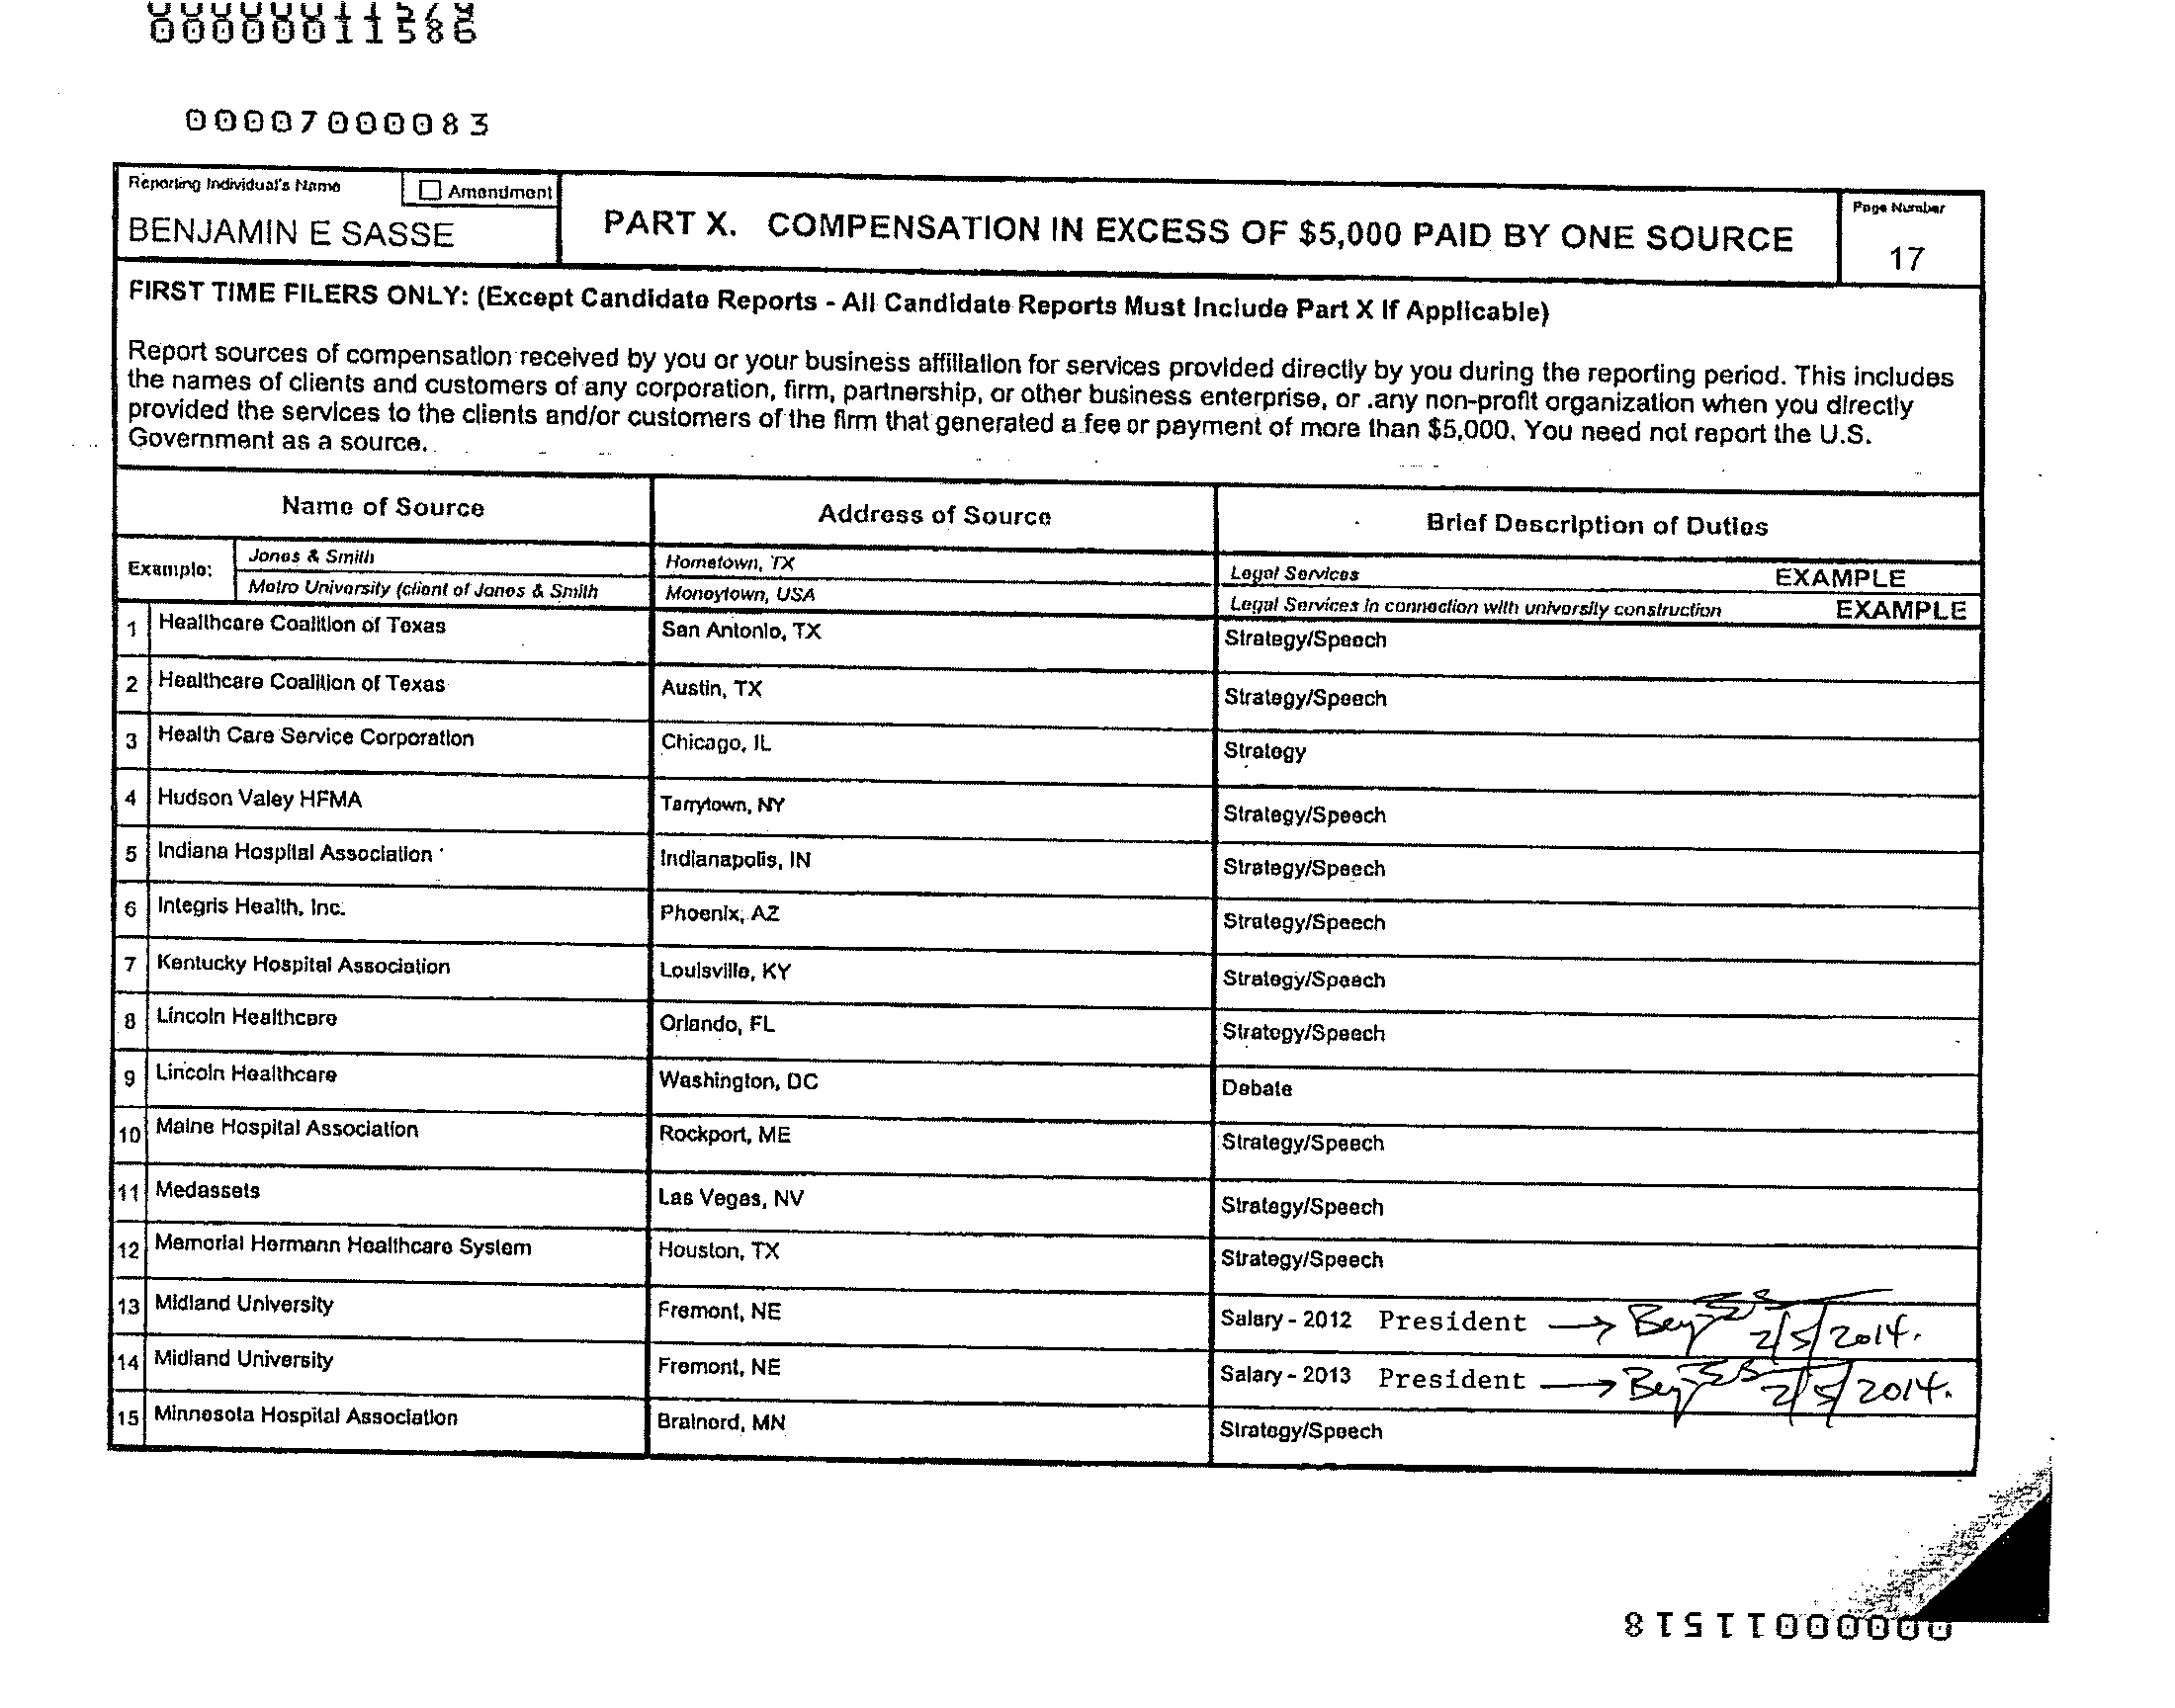 00007000083
Reporting Individual's Name
Amendment
BENJAMIN E SASSE
PART X. COMPENSATION IN EXCESS OF $5,000 PAID BY ONE SOURCE
Page Number
17
FIRST TIME FILERS ONLY: (Except Candidate Reports - All Candidate Reports Must Include Part X If Applicable)
Report sources of compensation received by you or your business affiliation for services provided directly by you during the reporting period. This includes
the names of clients and customers of any corporation, firm, partnership, or other business enterprise, or .any non-profit organization when you directly
provided the services to the clients and/or customers of the firm that generated a fee or payment of more than $5,000. You need not report the U.S.
Government as a source.
Name of Source Address of Source Brief Description of Duties
Example: Jones & Smith Hometown, TX Legal Services EXAMPLE
Metro University (client of Jones & Smith Moneytown, USA Legal Services in connection with university construction EXAMPLE
1 Healthcare Coalition of Texas San Antonio, TX Strategy/Speech
2 Healthcare Coalition of Texas Austin, TX Strategy/Speech
3 Health Care Service Corporation Chicago, IL Strategy
4 Hudson Valey HFMA Tarrytown, NY Strategy/Speech
5 Indiana Hospital Association Indianapolis, IN Strategy/Speech
6 Integris Health, Inc. Phoenix, AZ Strategy/Speech
7 Kentucky Hospital Association Louisville, KY Strategy/Speech
8 Lincoln Healthcare Orlando, FL Strategy/Speech
9 Lincoln Healthcare Washington, DC Debate
10 Maine Hospital Association Rockport, ME Strategy/Speech
11 Medassets Las Vegas, NV Strategy/Speech
12 Memorial Hermann Healthcare System Houston, TX Strategy/Speech
13 Midland University Fremont, NE Salary - 2012 President → 2/5/2014.
14 Midland University Fremont, NE Salary - 2013 President → 2/5/2014.
15 Minnesota Hospital Association Brainerd, MN Strategy/Speech
00000011518